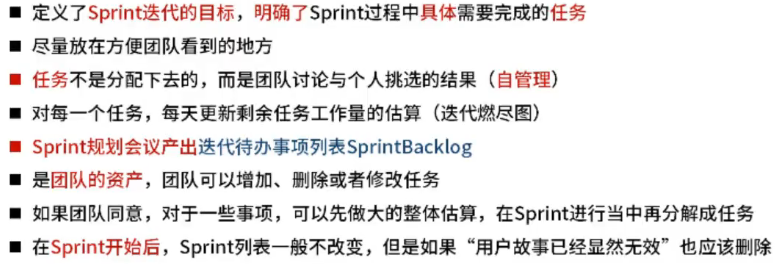 定义了Sprint迭代的目标，明确了Sprint过程中具体需要完成的任务
尽量放在方便团队看到的地方
任务不是分配下去的，而是团队讨论与个人挑选的结果（自管理）
对每一个任务，每天更新剩余任务工作量的估算（迭代燃尽图）
Sprint规划会议产出迭代待办事项列表SprintBacklog
是团队的资产，团队可以增加、删除或者修改任务
如果团队同意，对于一些事项，可以先做大的整体估算，在Sprint进行当中再分解成任务
在Sprint开始后，Sprint列表一般不改变，但是如果“用户故事已经显然无效”也应该删除